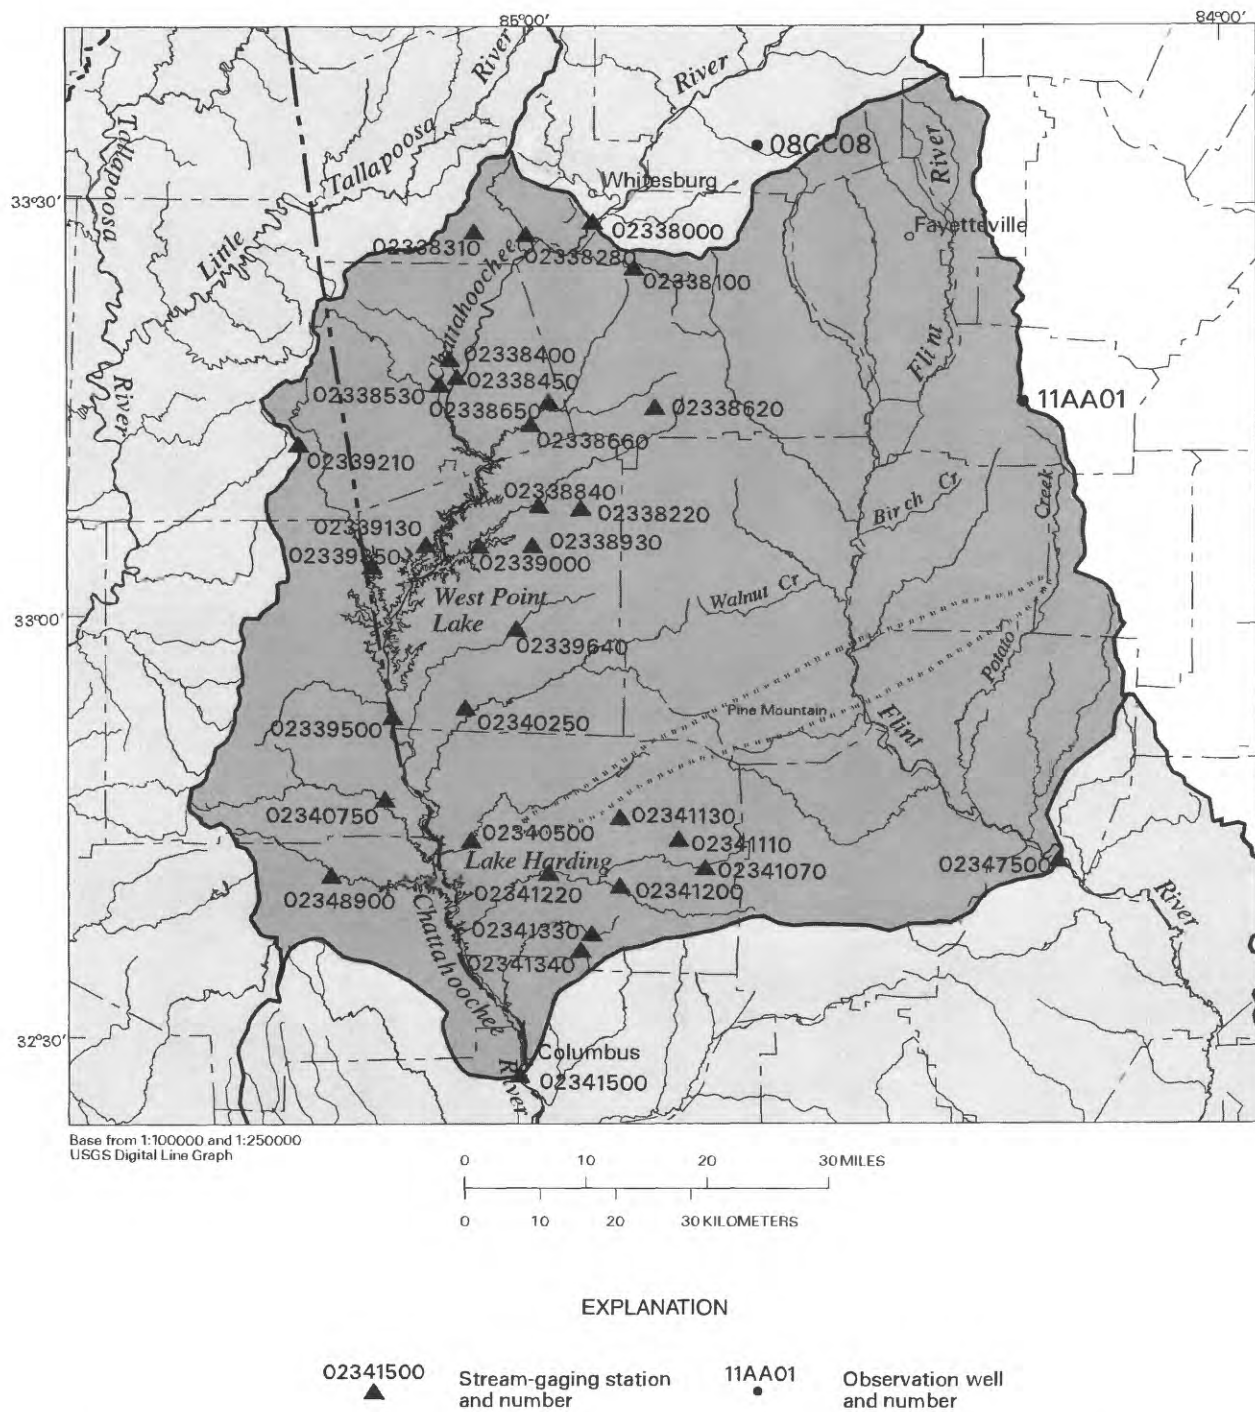 85°00'
84°00'
River
River
Tallapoosa
Tallapoosa
River
08CC08
33°30'
Whitesburg
Fayetteville
Little
02338310
02338000
02338280
02338100
Chattahoochee
02338400
02338450
02338530
02338650
02338620
02338660
Flint
11AA01
River
02339210
02338840
02338220
Birch Cr
Creek
02339130
02338930
02339000
West Point
Lake
Walnut Cr
33°00'
02339640
Potato
02340250
Pine Mountain
02339500
Flint
02340750
02340500
02341130
02341110
Lake Harding
02341070
02347500
02348900
02341220
02341200
River
Chattahoochee
02341330
02341340
32°30'
Columbus
02341500
River
Base from 1:100000 and 1:250000
USGS Digital Line Graph
0 10 20 30 MILES
0 10 20 30 KILOMETERS
EXPLANATION
02341500 Stream-gaging station
and number
11AA01 Observation well
and number